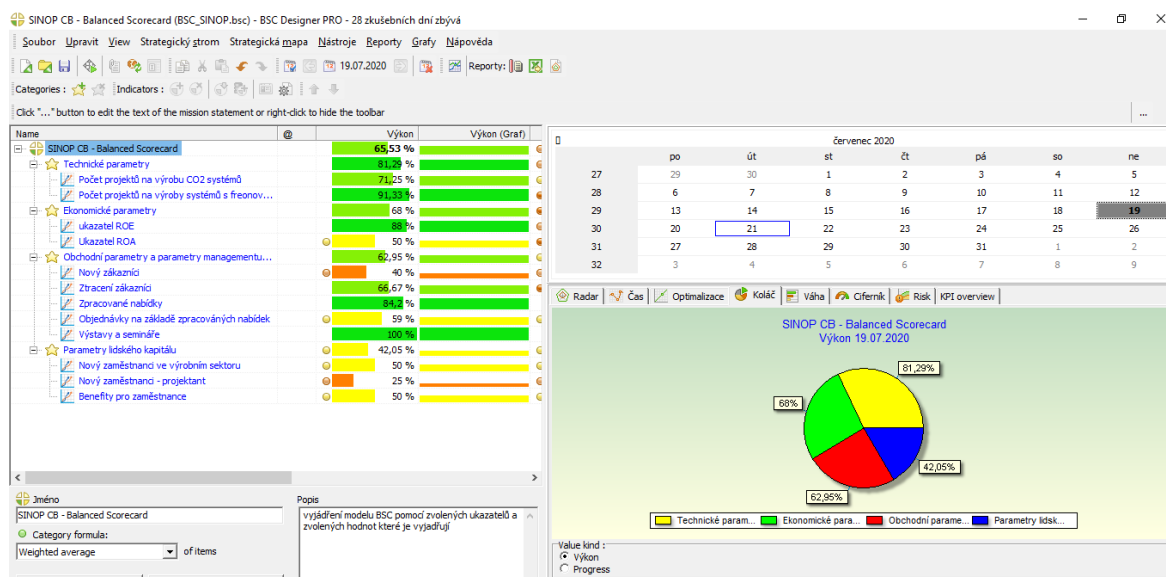 SINOP CB - Balanced Scorecard (BSC_SINOP.bsc) - BSC Designer PRO - 28 zkušebních dní zbývá
Soubor Upravit View Strategický strom Strategická mapa Nástroje Reporty Grafy Nápověda
19.07.2020 Reporty:
Categories : Indicators :
Click "..." button to edit the text of the mission statement or right-click to hide the toolbar
...
Name @ Výkon Výkon (Graf)
SINOP CB - Balanced Scorecard 65,53 %
Technické parametry 81,29 %
Počet projektů na výrobu CO2 systémů 71,25 %
Počet projektů na výroby systémů s freonov... 91,33 %
Ekonomické parametry 68 %
ukazatel ROE 88 %
Ukazatel ROA 50 %
Obchodní parametry a parametry managementu... 62,95 %
Nový zákazníci 40 %
Ztracení zákazníci 66,67 %
Zpracované nabídky 84,2 %
Objednávky na základě zpracováných nabídek 59 %
Výstavy a semináře 100 %
Parametry lidského kapitálu 42,05 %
Nový zaměstnanci ve výrobním sektoru 50 %
Nový zaměstnanci - projektant 25 %
Benefity pro zaměstnance 50 %
Jméno
SINOP CB - Balanced Scorecard
Category formula:
Weighted average of items
Popis
vyjádření modelu BSC pomocí zvolených ukazatelů a
zvolených hodnot které je vyjadřují
červenec 2020
po út st čt pá so ne
27 29 30 1 2 3 4 5
28 6 7 8 9 10 11 12
29 13 14 15 16 17 18 19
30 20 21 22 23 24 25 26
31 27 28 29 30 31 1 2
32 3 4 5 6 7 8 9
Radar Čas Optimalizace Koláč Váha Ciferník Risk KPI overview
SINOP CB - Balanced Scorecard
Výkon 19.07.2020
81,29%
68%
42,05%
62,95%
Technické param... Ekonomické para... Obchodní parame... Parametry lidsk...
Value kind :
Výkon
Progress